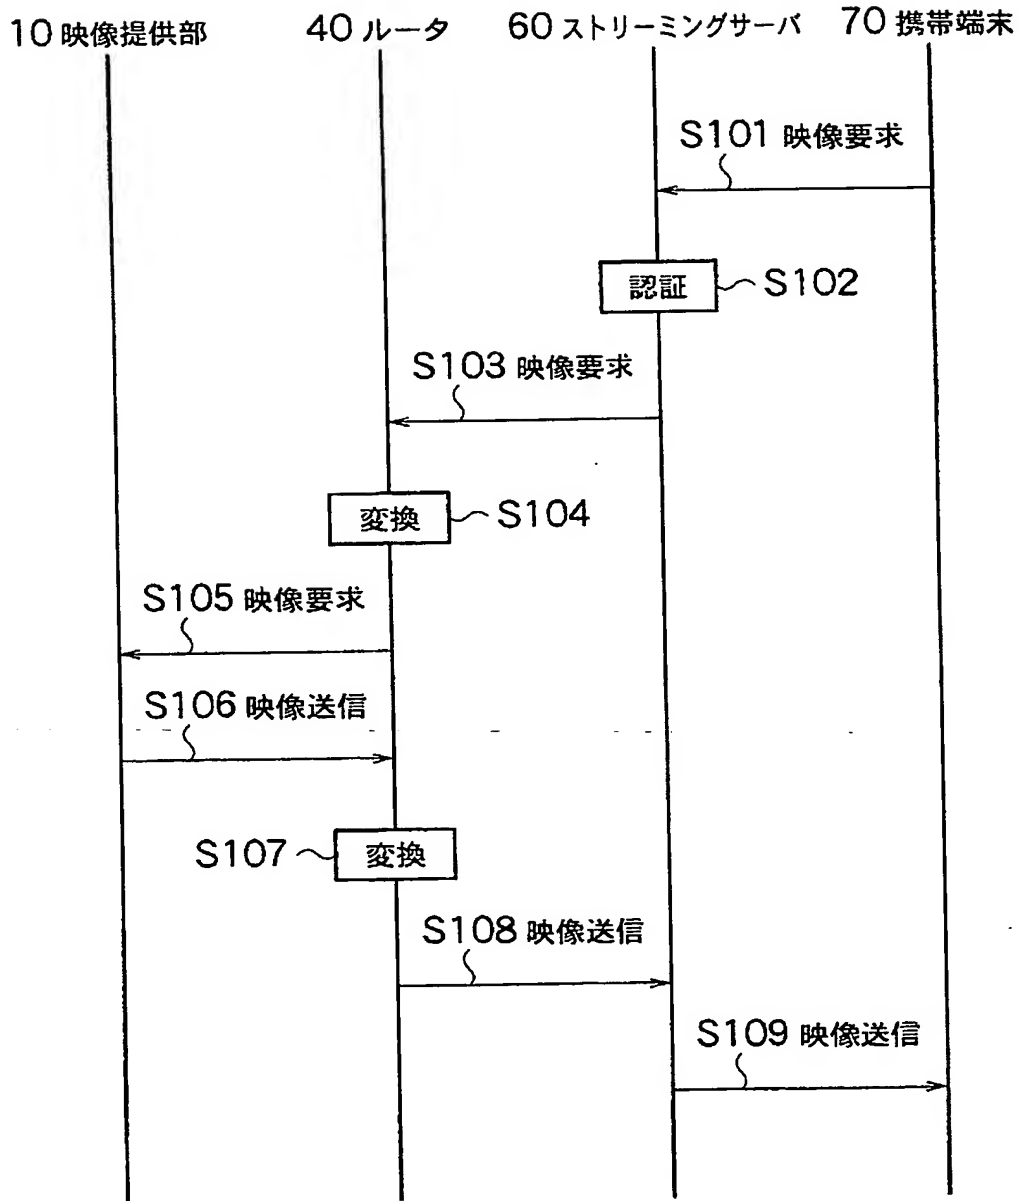 10 映像提供部 40 ルータ 60 ストリーミングサーバ 70 携帯端末
S101 映像要求
認証 S102
S103 映像要求
変換 S104
S105 映像要求
S106 映像送信
S107 変換
S108 映像送信
S109 映像送信